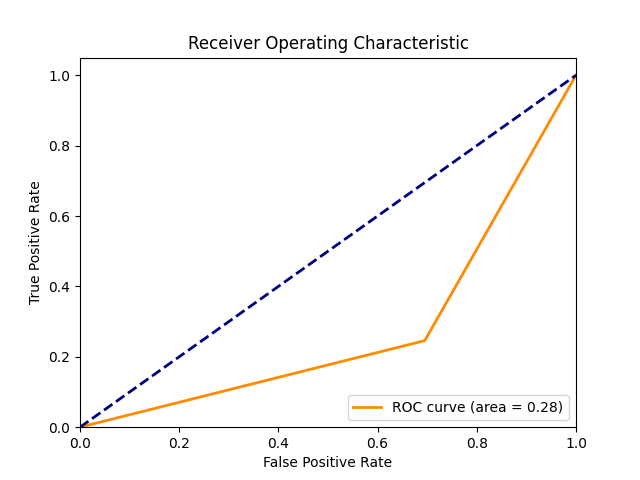 Receiver Operating Characteristic
True Positive Rate
1.0
0.8
0.6
0.4
0.2
0.0
ROC curve (area = 0.28)
0.0 0.2 0.4 0.6 0.8 1.0
False Positive Rate